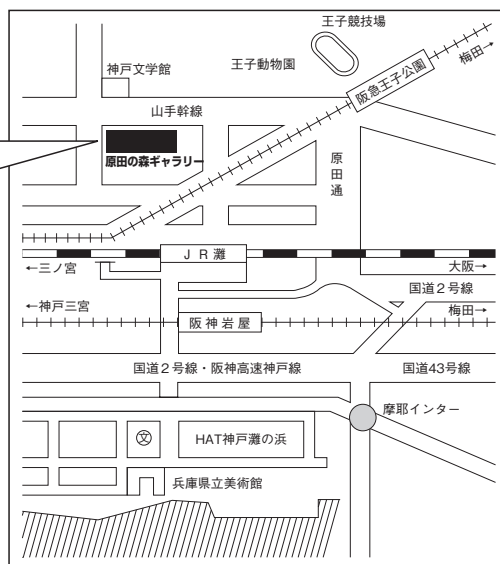 王子競技場
梅田→
王子動物園
神戸文学館
阪急王子公園
山手幹線
原田の森ギャラリー
原田通
JR灘
←三ノ宮
大阪→
国道2号線
←神戸三宮
梅田→
阪神岩屋
国道2号線・阪神高速神戸線
国道43号線
摩耶インター
文
HAT神戸灘の浜
兵庫県立美術館